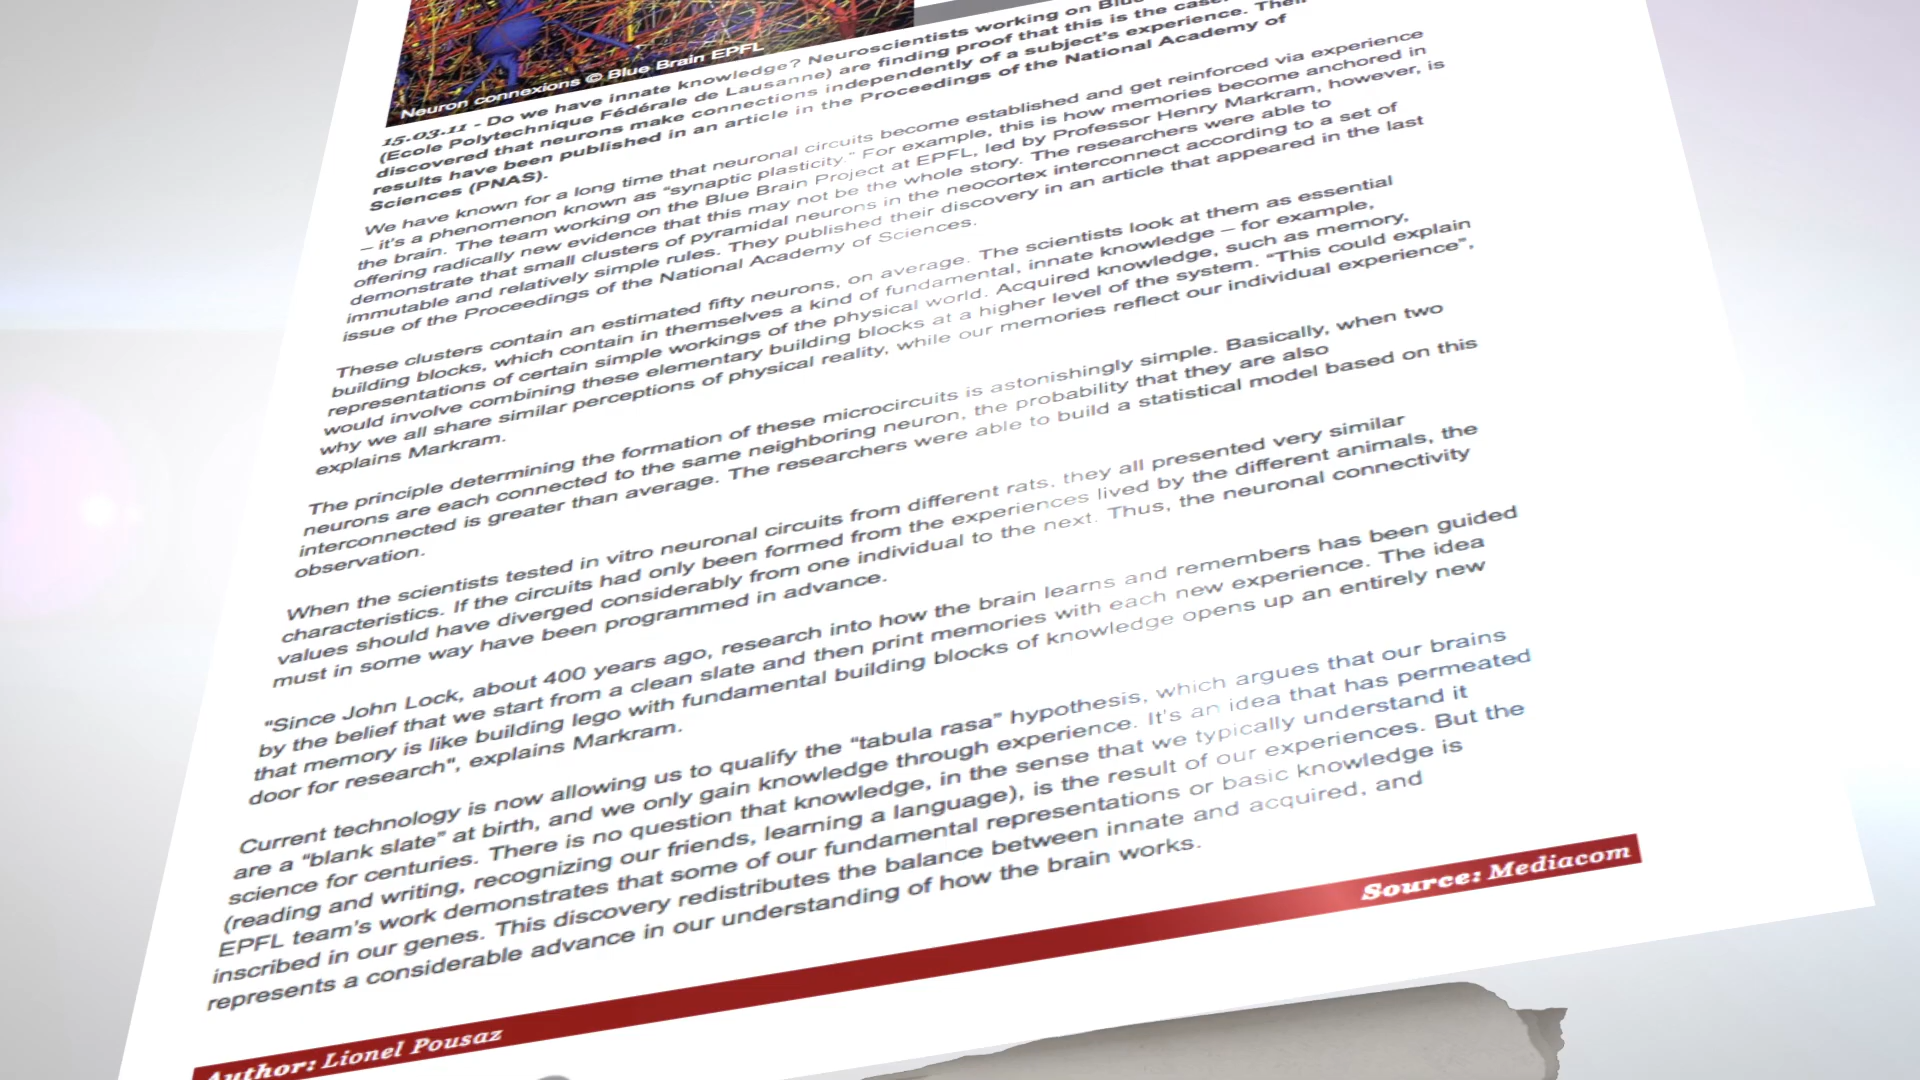 Neuron connexions © Blue Brain EPFL
15.03.11 - Do we have innate knowledge? Neuroscientists working on Blue
(Ecole Polytechnique Fédérale de Lausanne) are finding proof that this is the case.
discovered that neurons make connections independently of a subject's experience. Their
results have been published in an article in the Proceedings of the National Academy of
Sciences (PNAS).
We have known for a long time that neuronal circuits become established and get reinforced via experience
– it's a phenomenon known as "synaptic plasticity." For example, this is how memories become anchored in
the brain. The team working on the Blue Brain Project at EPFL, led by Professor Henry Markram, however, is
offering radically new evidence that this may not be the whole story. The researchers were able to
demonstrate that small clusters of pyramidal neurons in the neocortex interconnect according to a set of
immutable and relatively simple rules. They published their discovery in an article that appeared in the last
issue of the Proceedings of the National Academy of Sciences.
These clusters contain an estimated fifty neurons, on average. The scientists look at them as essential
building blocks, which contain in themselves a kind of fundamental, innate knowledge – for example,
representations of certain simple workings of the physical world. Acquired knowledge, such as memory,
would involve combining these elementary building blocks at a higher level of the system. "This could explain
why we all share similar perceptions of physical reality, while our memories reflect our individual experience",
explains Markram.
The principle determining the formation of these microcircuits is astonishingly simple. Basically, when two
neurons are each connected to the same neighboring neuron, the probability that they are also
interconnected is greater than average. The researchers were able to build a statistical model based on this
observation.
When the scientists tested in vitro neuronal circuits from different rats, they all presented very similar
characteristics. If the circuits had only been formed from the experiences lived by the different animals, the
values should have diverged considerably from one individual to the next. Thus, the neuronal connectivity
must in some way have been programmed in advance.
"Since John Lock, about 400 years ago, research into how the brain learns and remembers has been guided
by the belief that we start from a clean slate and then print memories with each new experience. The idea
that memory is like building lego with fundamental building blocks of knowledge opens up an entirely new
door for research", explains Markram.
Current technology is now allowing us to qualify the "tabula rasa" hypothesis, which argues that our brains
are a "blank slate" at birth, and we only gain knowledge through experience. It's an idea that has permeated
science for centuries. There is no question that knowledge, in the sense that we typically understand it
(reading and writing, recognizing our friends, learning a language), is the result of our experiences. But the
EPFL team's work demonstrates that some of our fundamental representations or basic knowledge is
inscribed in our genes. This discovery redistributes the balance between innate and acquired, and
represents a considerable advance in our understanding of how the brain works.
Author: Lionel Pousaz
Source: Mediacom